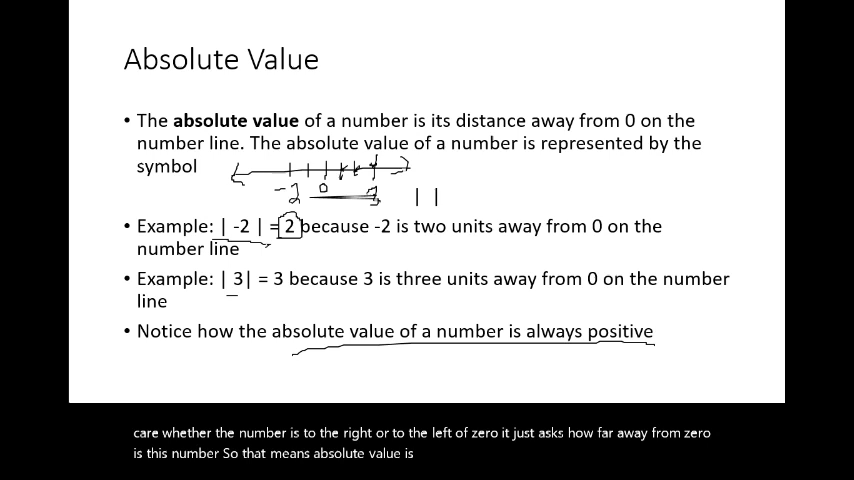 Absolute Value
• The absolute value of a number is its distance away from 0 on the
number line. The absolute value of a number is represented by the
symbol
-2 0 3 | |
• Example: | -2 | = 2 because -2 is two units away from 0 on the
number line
• Example: | 3| = 3 because 3 is three units away from 0 on the number
line
• Notice how the absolute value of a number is always positive
care whether the number is to the right or to the left of zero it just asks how far away from zero
is this number So that means absolute value is